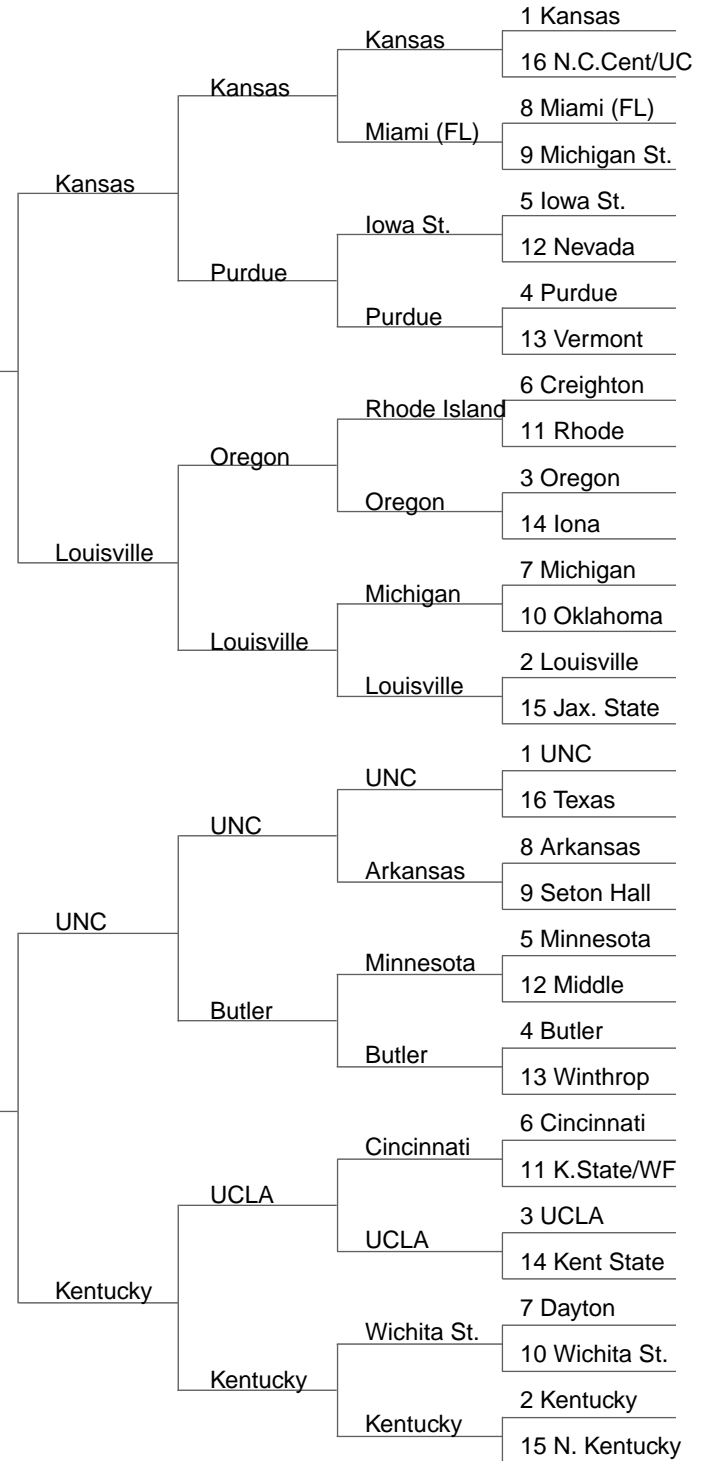 1 Kansas
Kansas
16 N.C.Cent/UC
Kansas
8 Miami (FL)
Miami (FL)
9 Michigan St.
Kansas
5 Iowa St.
Iowa St.
12 Nevada
Purdue
4 Purdue
Purdue
13 Vermont
6 Creighton
Rhode Island
11 Rhode
Oregon
3 Oregon
Oregon
14 Iona
Louisville
7 Michigan
Michigan
10 Oklahoma
Louisville
2 Louisville
Louisville
15 Jax. State
1 UNC
UNC
16 Texas
UNC
8 Arkansas
Arkansas
9 Seton Hall
UNC
5 Minnesota
Minnesota
12 Middle
Butler
4 Butler
Butler
13 Winthrop
6 Cincinnati
Cincinnati
11 K.State/WF
UCLA
3 UCLA
UCLA
14 Kent State
Kentucky
7 Dayton
Wichita St.
10 Wichita St.
Kentucky
2 Kentucky
Kentucky
15 N. Kentucky